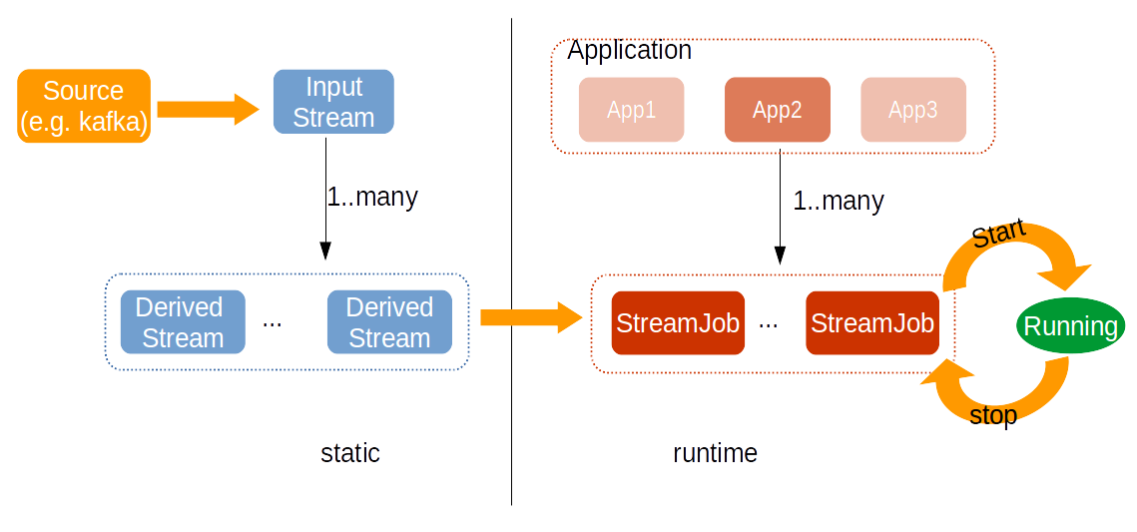 Source
(e.g. kafka)
Input
Stream
1..many
Derived
Stream
...
Derived
Stream
static
Application
App1
App2
App3
1..many
StreamJob
...
StreamJob
Start
Running
stop
runtime